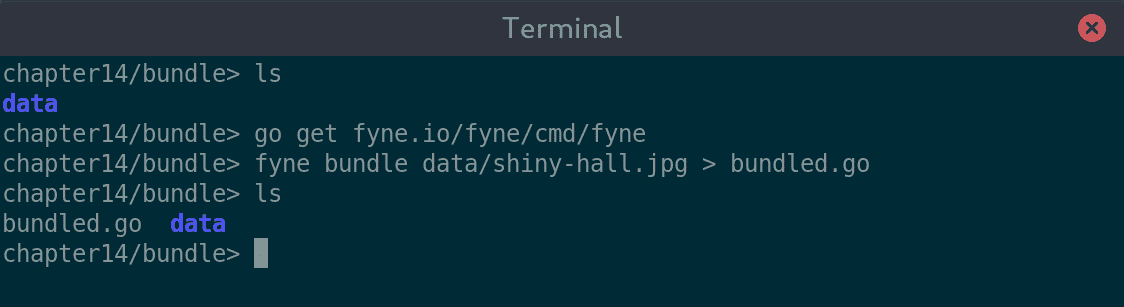 Terminal
chapter14/bundle> ls
data
chapter14/bundle> go get fyne.io/fyne/cmd/fyne
chapter14/bundle> fyne bundle data/shiny-hall.jpg > bundled.go
chapter14/bundle> ls
bundled.go  data
chapter14/bundle>